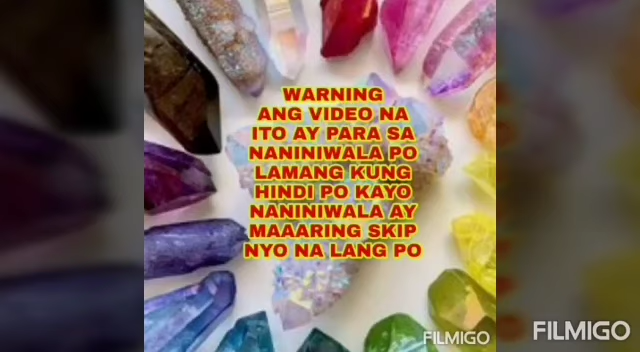 WARNING
ANG VIDEO NA
ITO AY PARA SA
NANINIWALA PO
LAMANG KUNG
HINDI PO KAYO
NANINIWALA AY
MAAARING SKIP
NYO NA LANG PO
FILMIGO
FILMIGO